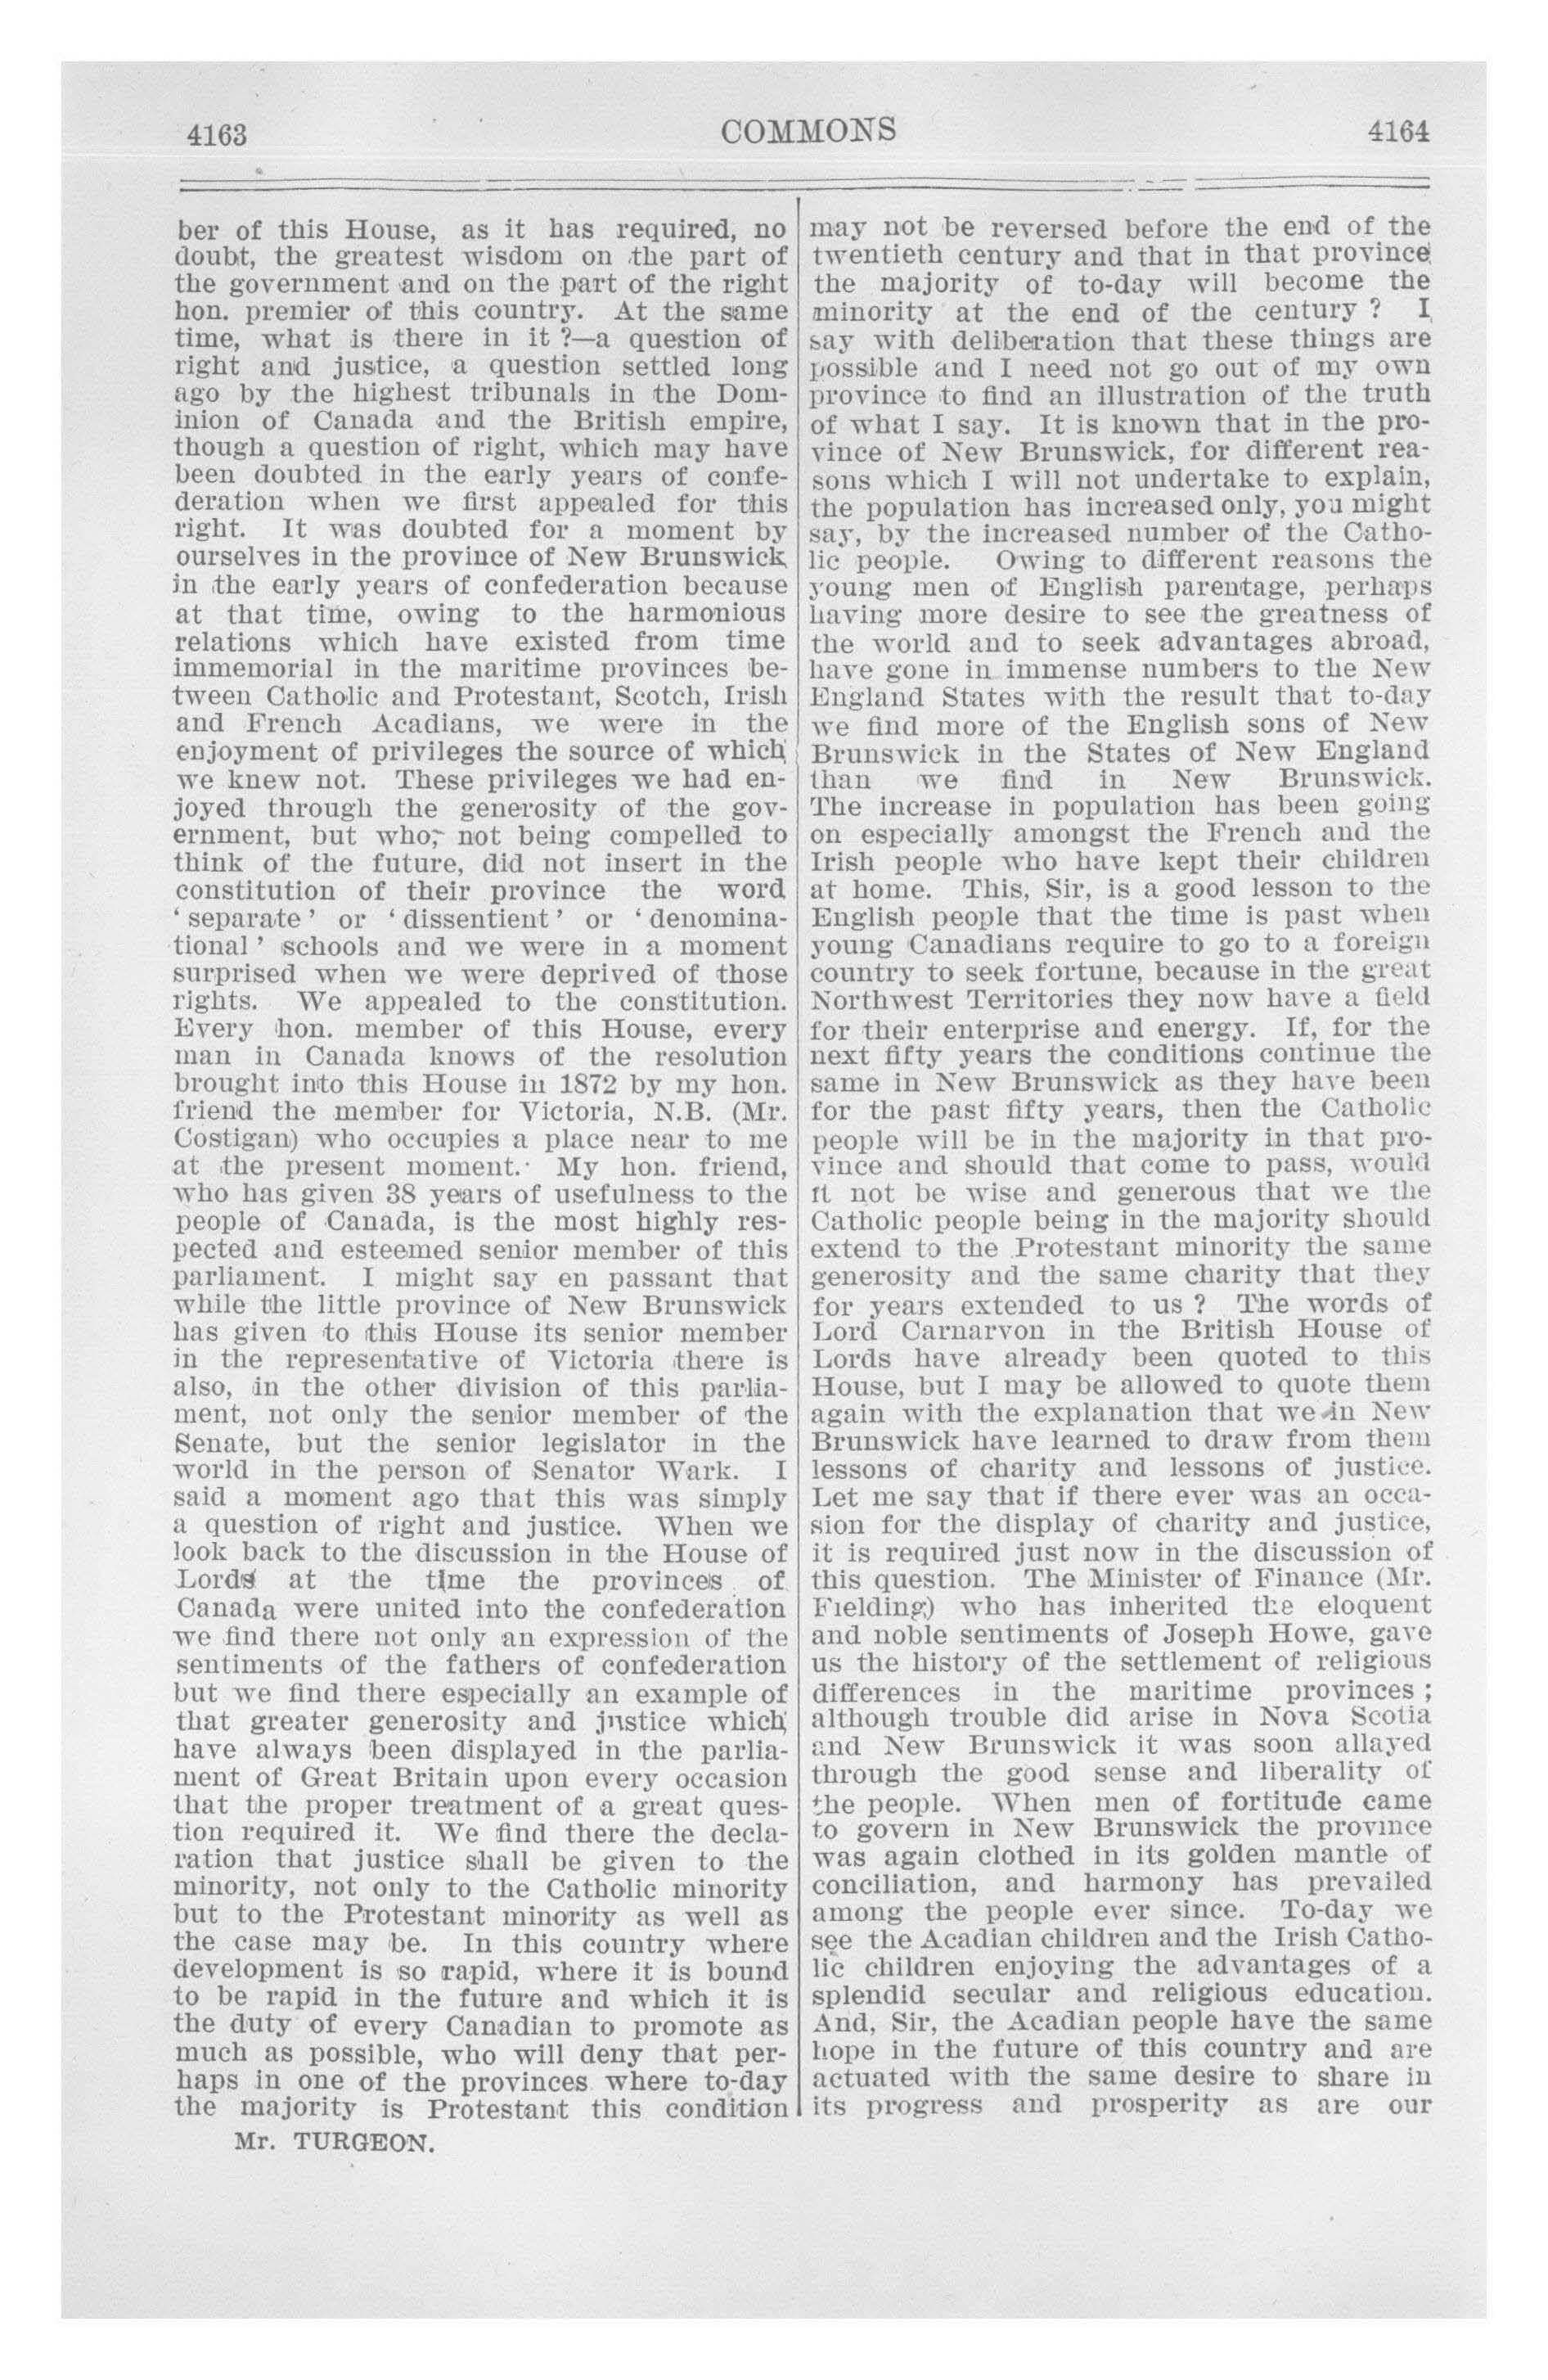 4163
COMMONS
4164
ber of this House, as it has required, no
doubt, the greatest wisdom on the part of
the government and on the part of the right
hon. premier of this country. At the same
time, what is there in it ?—a question of
right and justice, a question settled long
ago by the highest tribunals in the Dom-
inion of Canada and the British empire,
though a question of right, which may have
been doubted in the early years of confe-
deration when we first appealed for this
right. It was doubted for a moment by
ourselves in the province of New Brunswick
in the early years of confederation because
at that time, owing to the harmonious
relations which have existed from time
immemorial in the maritime provinces be-
tween Catholic and Protestant, Scotch, Irish
and French Acadians, we were in the
enjoyment of privileges the source of which
we knew not. These privileges we had en-
joyed through the generosity of the gov-
ernment, but who, not being compelled to
think of the future, did not insert in the
constitution of their province the word
‘ separate ’ or ‘ dissentient ’ or ‘ denomina-
tional ’ schools and we were in a moment
surprised when we were deprived of those
rights. We appealed to the constitution.
Every hon. member of this House, every
man in Canada knows of the resolution
brought into this House in 1872 by my hon.
friend the member for Victoria, N.B. (Mr.
Costigan) who occupies a place near to me
at the present moment. My hon. friend,
who has given 38 years of usefulness to the
people of Canada, is the most highly res-
pected and esteemed senior member of this
parliament. I might say en passant that
while the little province of New Brunswick
has given to this House its senior member
in the representative of Victoria there is
also, in the other division of this parlia-
ment, not only the senior member of the
Senate, but the senior legislator in the
world in the person of Senator Wark. I
said a moment ago that this was simply
a question of right and justice. When we
look back to the discussion in the House of
Lords at the time the provinces of
Canada were united into the confederation
we find there not only an expression of the
sentiments of the fathers of confederation
but we find there especially an example of
that greater generosity and justice which
have always been displayed in the parlia-
ment of Great Britain upon every occasion
that the proper treatment of a great ques-
tion required it. We find there the decla-
ration that justice shall be given to the
minority, not only to the Catholic minority
but to the Protestant minority as well as
the case may be. In this country where
development is so rapid, where it is bound
to be rapid in the future and which it is
the duty of every Canadian to promote as
much as possible, who will deny that per-
haps in one of the provinces where to-day
the majority is Protestant this condition
Mr. TURGEON.
may not be reversed before the end of the
twentieth century and that in that province
the majority of to-day will become the
minority at the end of the century ? I
say with deliberation that these things are
possible and I need not go out of my own
province to find an illustration of the truth
of what I say. It is known that in the pro-
vince of New Brunswick, for different rea-
sons which I will not undertake to explain,
the population has increased only, you might
say, by the increased number of the Catho-
lic people. Owing to different reasons the
young men of English parentage, perhaps
having more desire to see the greatness of
the world and to seek advantages abroad,
have gone in immense numbers to the New
England States with the result that to-day
we find more of the English sons of New
Brunswick in the States of New England
than we find in New Brunswick.
The increase in population has been going
on especially amongst the French and the
Irish people who have kept their children
at home. This, Sir, is a good lesson to the
English people that the time is past when
young Canadians require to go to a foreign
country to seek fortune, because in the great
Northwest Territories they now have a field
for their enterprise and energy. If, for the
next fifty years the conditions continue the
same in New Brunswick as they have been
for the past fifty years, then the Catholic
people will be in the majority in that pro-
vince and should that come to pass, would
it not be wise and generous that we the
Catholic people being in the majority should
extend to the Protestant minority the same
generosity and the same charity that they
for years extended to us ? The words of
Lord Carnarvon in the British House of
Lords have already been quoted to this
House, but I may be allowed to quote them
again with the explanation that we in New
Brunswick have learned to draw from them
lessons of charity and lessons of justice.
Let me say that if there ever was an occa-
sion for the display of charity and justice,
it is required just now in the discussion of
this question. The Minister of Finance (Mr.
Fielding) who has inherited the eloquent
and noble sentiments of Joseph Howe, gave
us the history of the settlement of religious
differences in the maritime provinces ;
although trouble did arise in Nova Scotia
and New Brunswick it was soon allayed
through the good sense and liberality of
the people. When men of fortitude came
to govern in New Brunswick the province
was again clothed in its golden mantle of
conciliation, and harmony has prevailed
among the people ever since. To-day we
see the Acadian children and the Irish Catho-
lic children enjoying the advantages of a
splendid secular and religious education.
And, Sir, the Acadian people have the same
hope in the future of this country and are
actuated with the same desire to share in
its progress and prosperity as are our